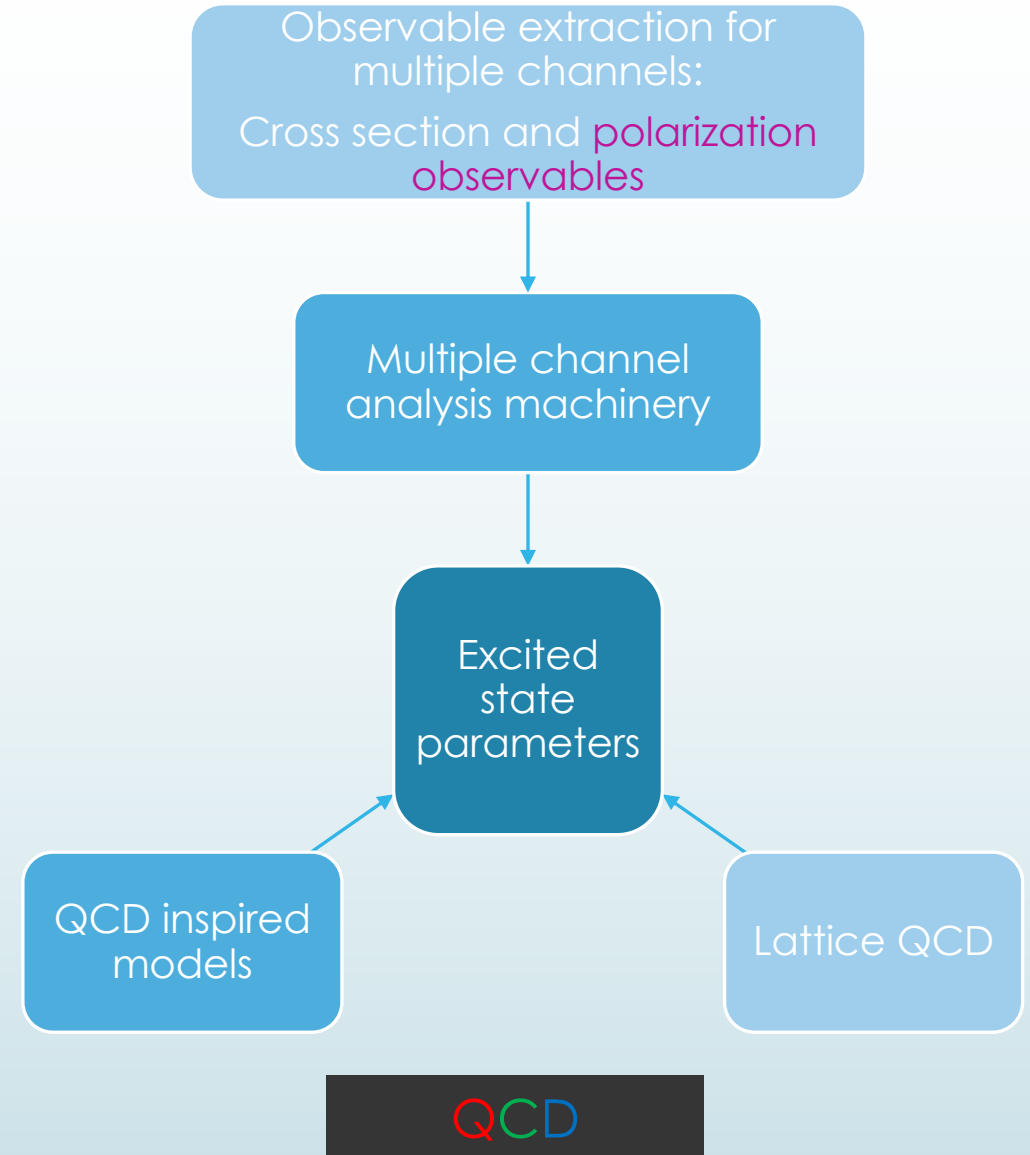 Observable extraction for
multiple channels:
Cross section and polarization
observables
Multiple channel
analysis machinery
Excited
state
parameters
QCD inspired
models
Lattice QCD
QCD